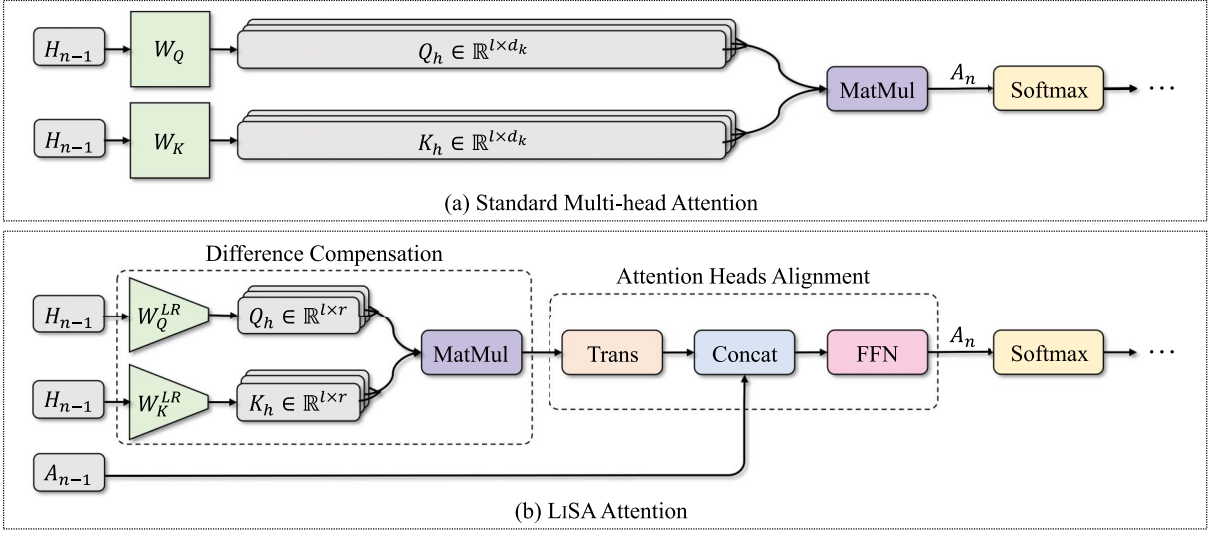 H_{n-1}
W_Q
Q_h ∈ ℝ^{l×d_k}
H_{n-1}
W_K
K_h ∈ ℝ^{l×d_k}
MatMul
A_n
Softmax
···
(a) Standard Multi-head Attention
Difference Compensation
H_{n-1}
W_Q^{LR}
Q_h ∈ ℝ^{l×r}
H_{n-1}
W_K^{LR}
K_h ∈ ℝ^{l×r}
MatMul
Attention Heads Alignment
Trans
Concat
FFN
A_n
Softmax
···
A_{n-1}
(b) LISA Attention